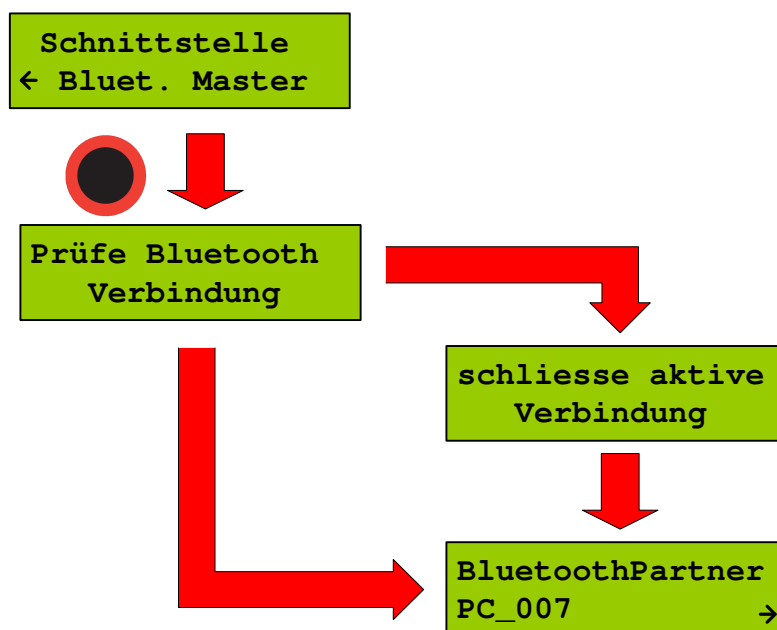 Schnittstelle
← Bluet. Master
Prüfe Bluetooth
Verbindung
schliesse aktive
Verbindung
BluetoothPartner
PC_007 →